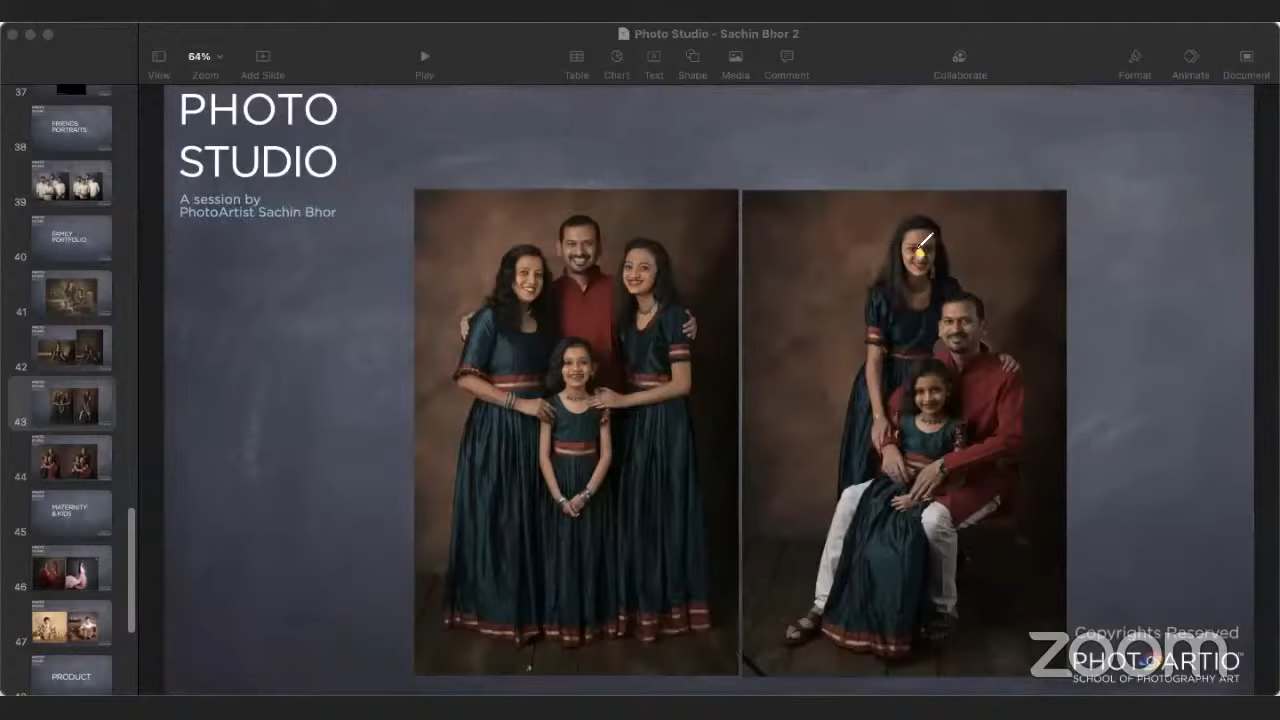 Photo Studio - Sachin Bhor 2
64%
View
Zoom
Add Slide
Play
Table
Chart
Text
Shape
Media
Comment
Collaborate
Format
Animate
Document
37
FRIENDS
PORTRAITS
38
39
FAMILY
PORTFOLIO
40
41
42
43
44
MATERNITY
& KIDS
45
46
47
PRODUCT
PHOTO
STUDIO
A session by
PhotoArtist Sachin Bhor
Copyrights Reserved
PHOTOARTIO
SCHOOL OF PHOTOGRAPHY ART
zoom